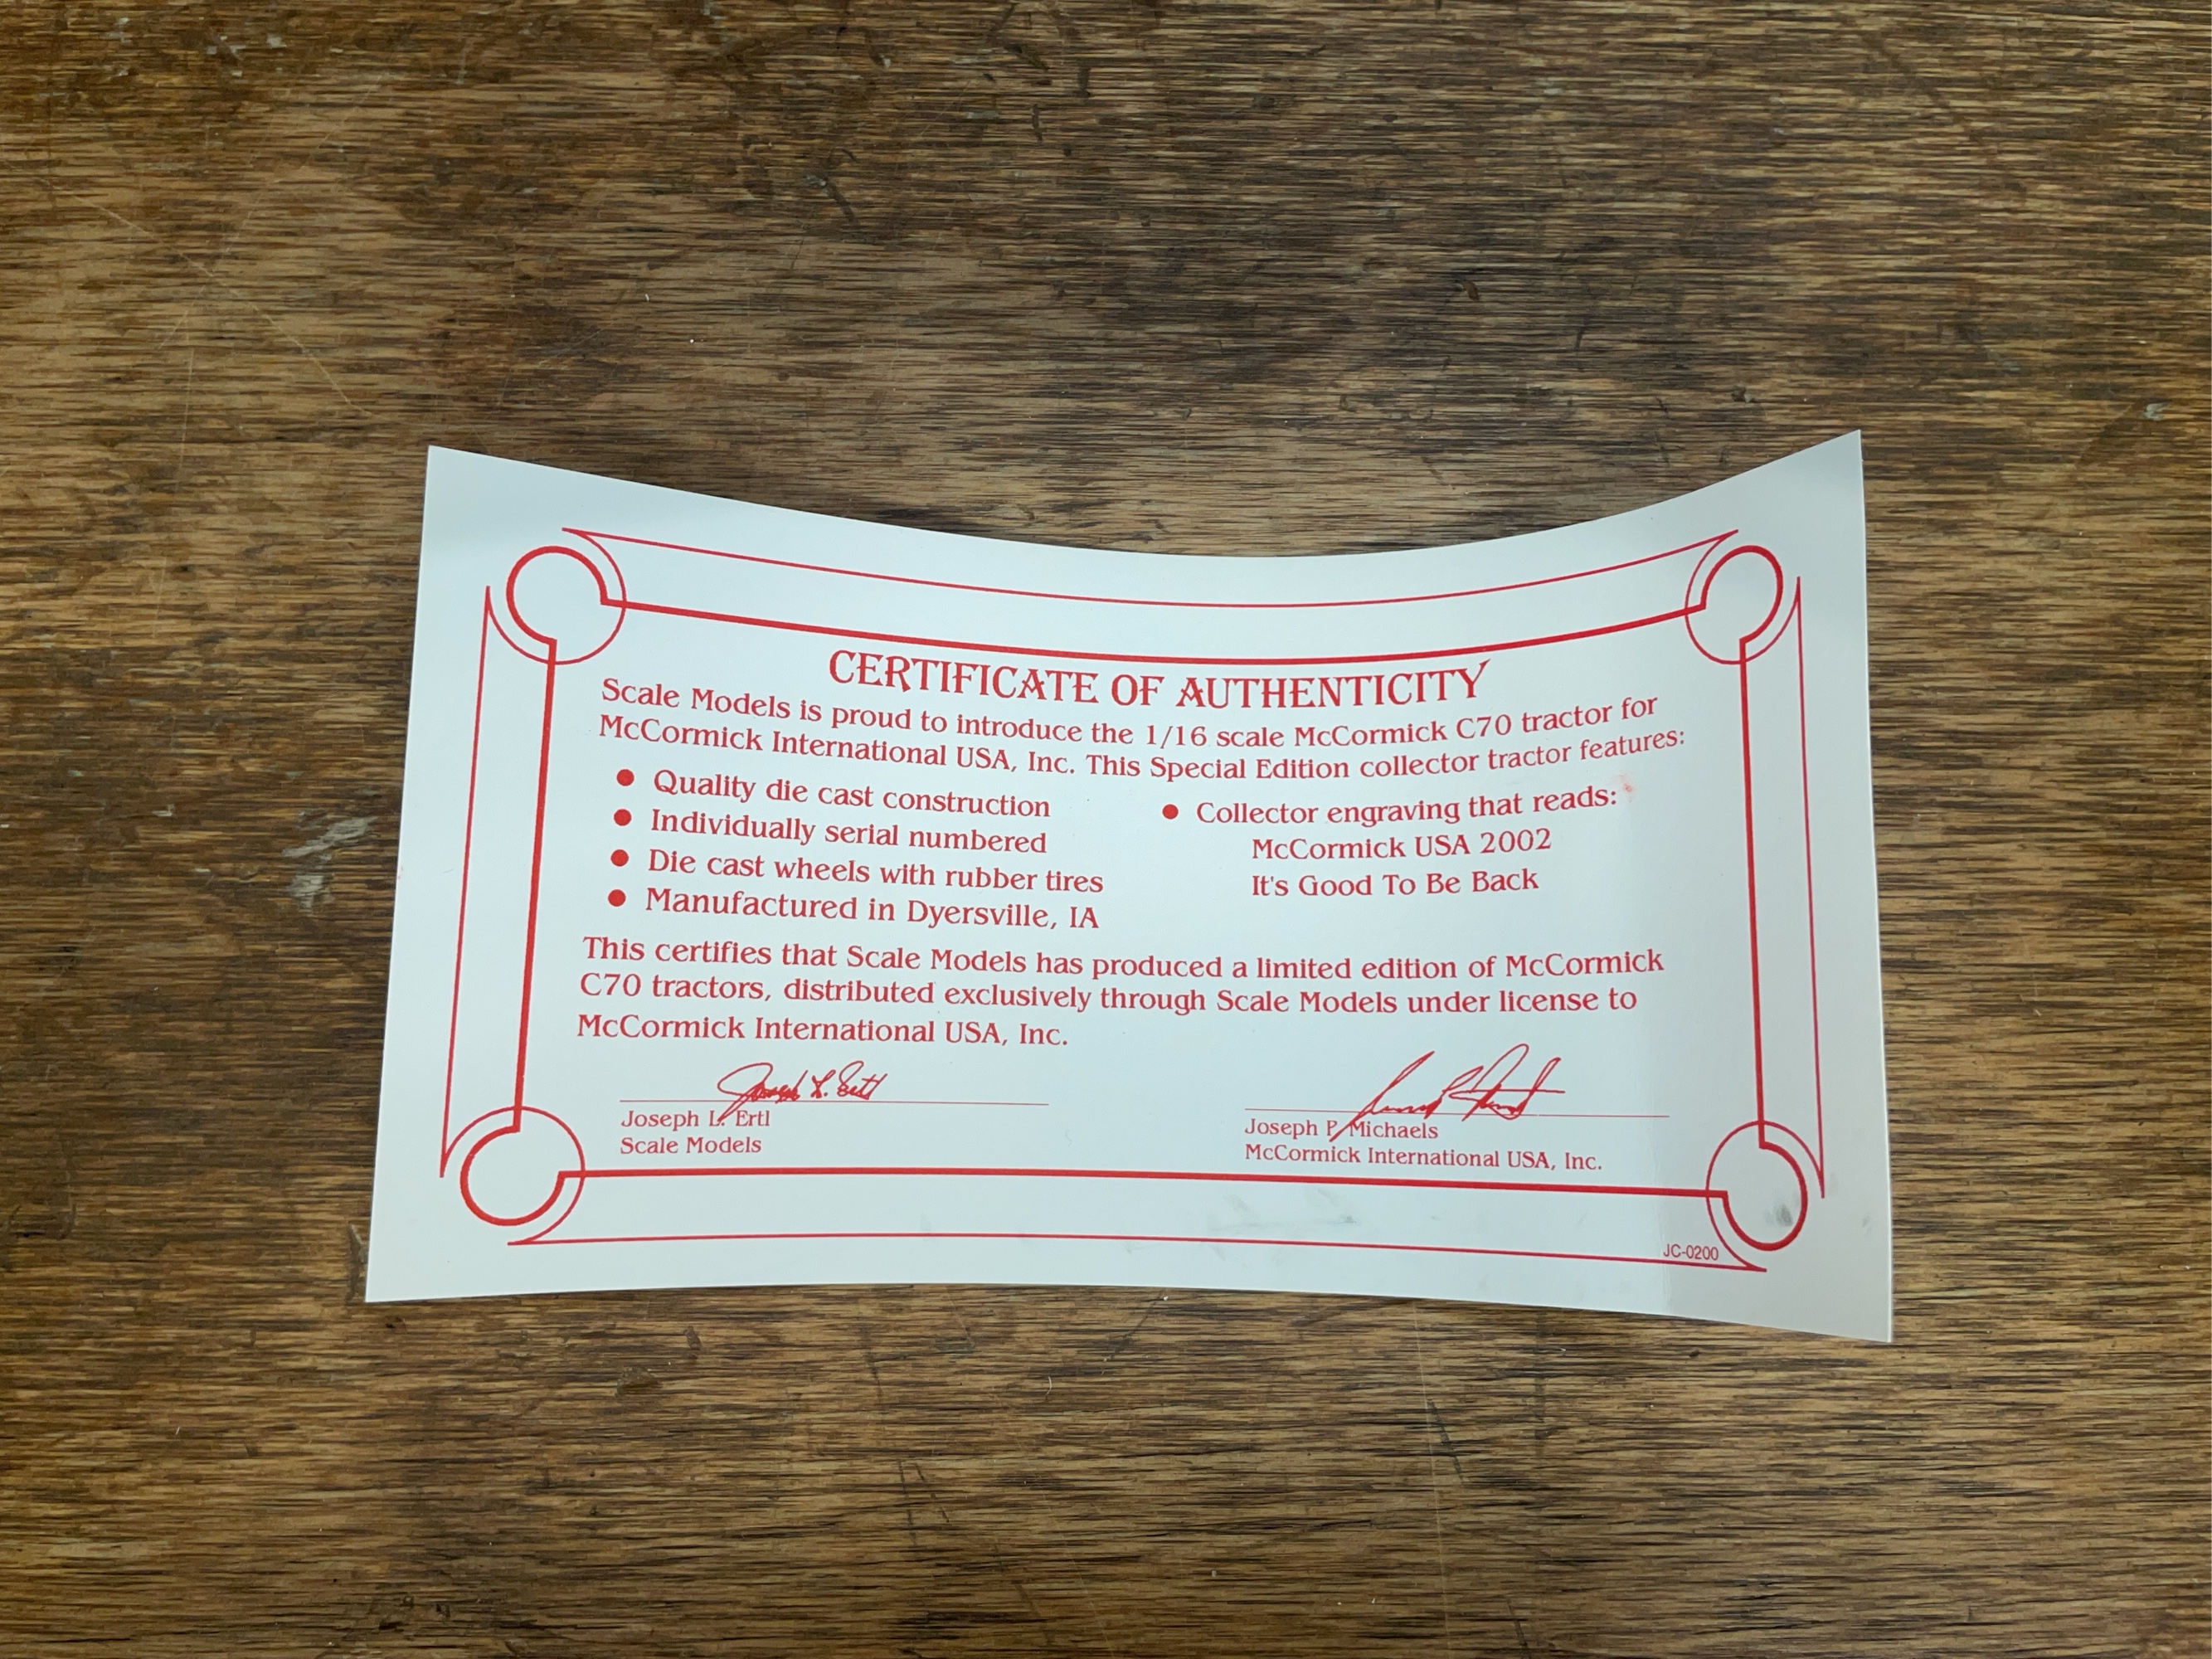 CERTIFICATE OF AUTHENTICITY
Scale Models is proud to introduce the 1/16 scale McCormick C70 tractor for
McCormick International USA, Inc. This Special Edition collector tractor features:
● Quality die cast construction
● Individually serial numbered
● Die cast wheels with rubber tires
● Manufactured in Dyersville, IA
● Collector engraving that reads:
McCormick USA 2002
It's Good To Be Back
This certifies that Scale Models has produced a limited edition of McCormick
C70 tractors, distributed exclusively through Scale Models under license to
McCormick International USA, Inc.
Joseph L. Ertl
Joseph L. Ertl
Scale Models
Joseph P. Michaels
McCormick International USA, Inc.
JC-0200